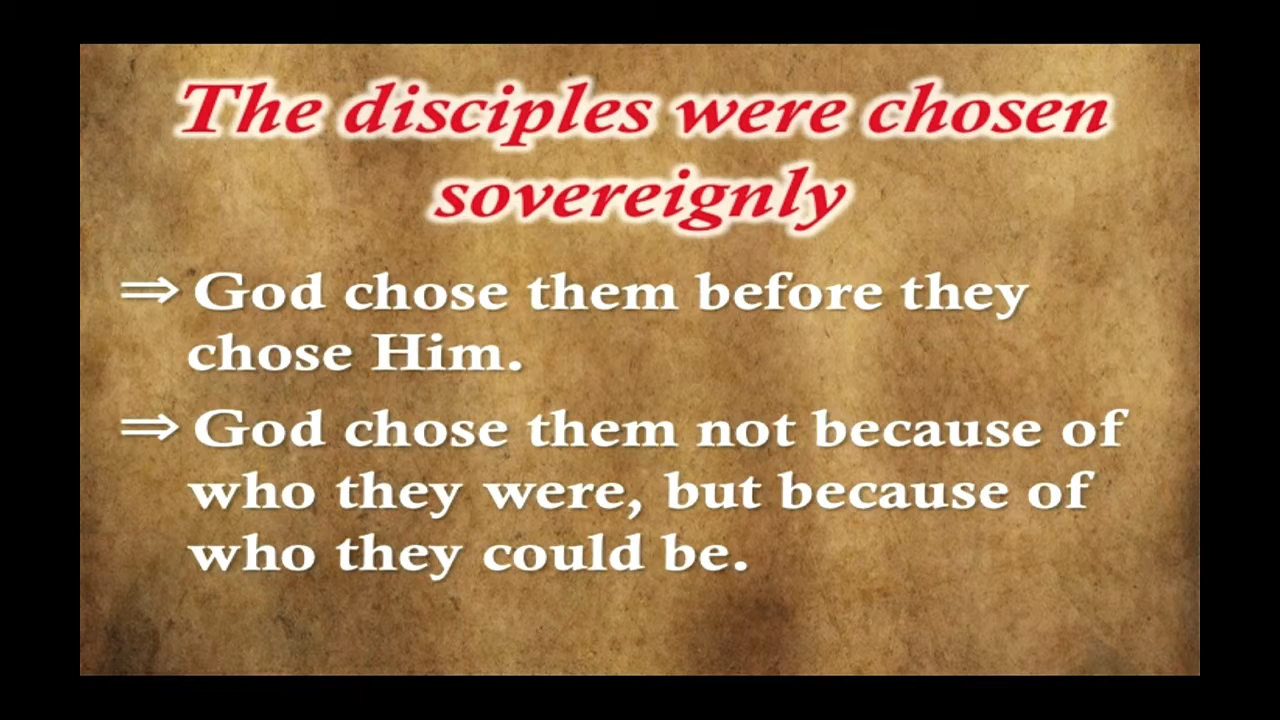 The disciples were chosen
sovereignly
⇒ God chose them before they
chose Him.
⇒ God chose them not because of
who they were, but because of
who they could be.